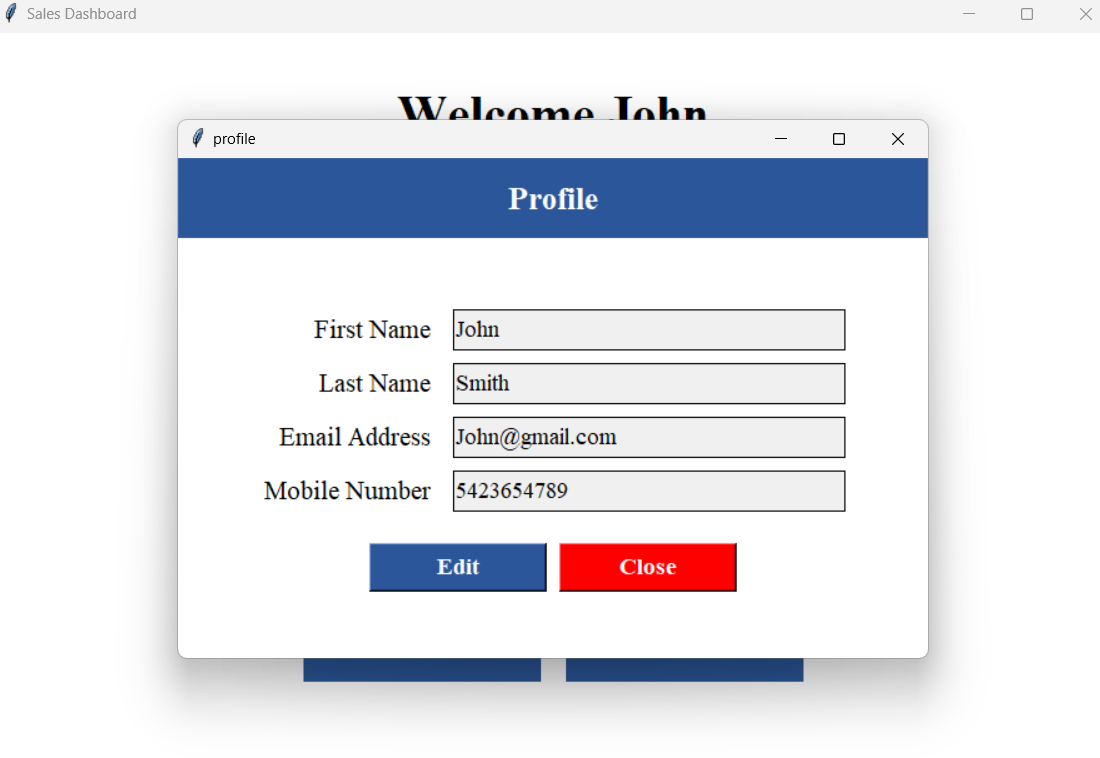 Sales Dashboard
Welcome John
profile
Profile
First Name John
Last Name Smith
Email Address John@gmail.com
Mobile Number 5423654789
Edit Close